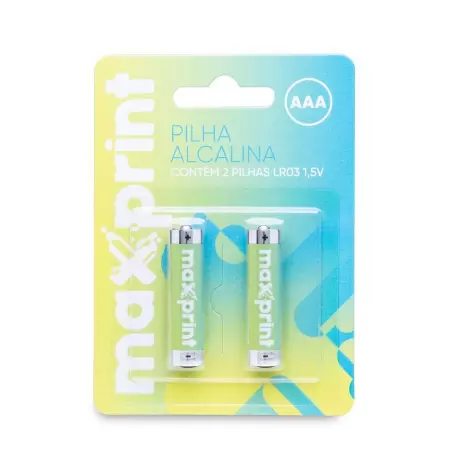 maxprint
AAA
PILHA
ALCALINA
CONTÉM 2 PILHAS LR03 1,5V
+
maxprint
-
+
maxprint
-